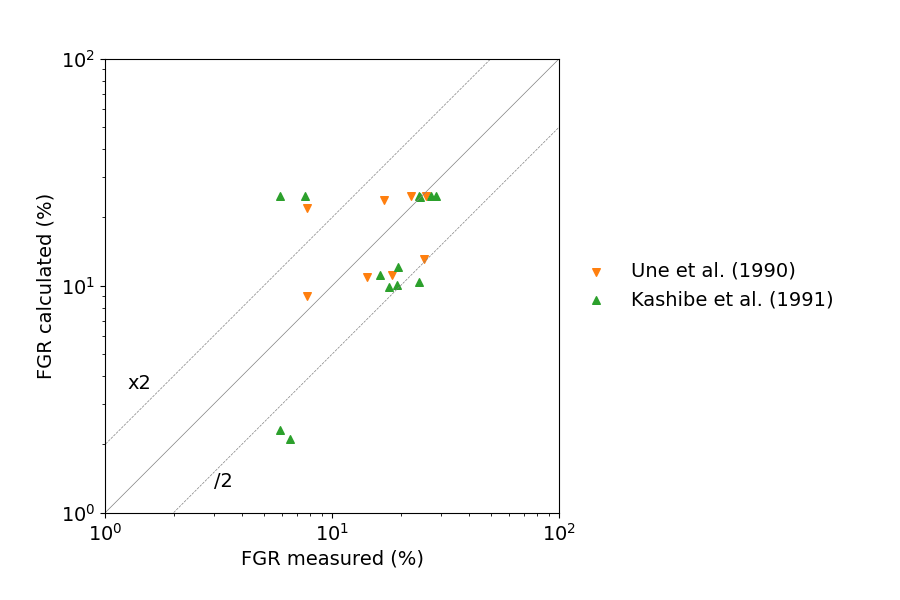 10²
FGR calculated (%)
10¹
Une et al. (1990)
Kashibe et al. (1991)
x2
/2
10⁰
10⁰
10¹
10²
FGR measured (%)